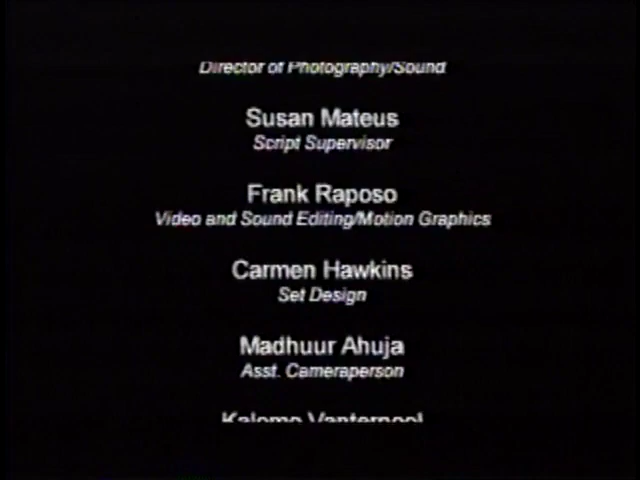 Director of Photography/Sound
Susan Mateus
Script Supervisor
Frank Raposo
Video and Sound Editing/Motion Graphics
Carmen Hawkins
Set Design
Madhuur Ahuja
Asst. Cameraperson